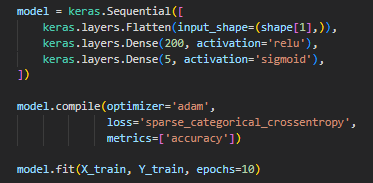 model = keras.Sequential([
    keras.layers.Flatten(input_shape=(shape[1],)),
    keras.layers.Dense(200, activation='relu'),
    keras.layers.Dense(5, activation='sigmoid'),
])
model.compile(optimizer='adam',
              loss='sparse_categorical_crossentropy',
              metrics=['accuracy'])
model.fit(X_train, Y_train, epochs=10)